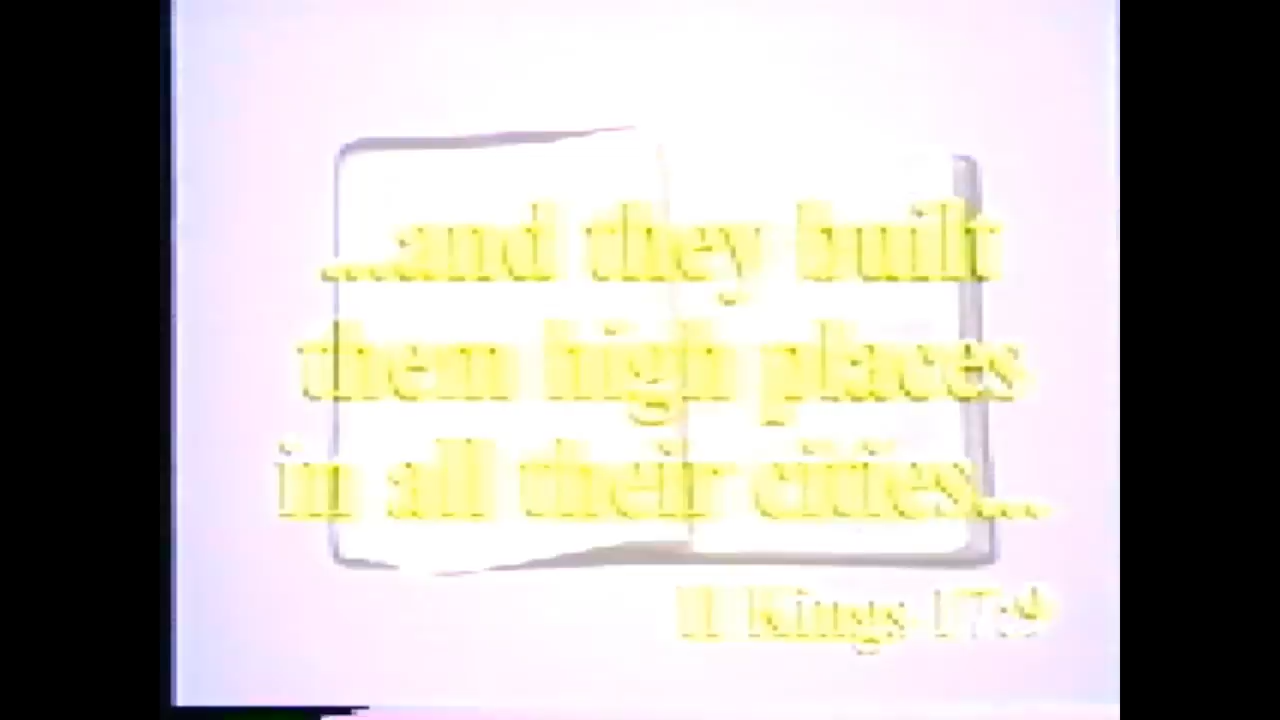 ...and they built
them high places
in all their cities...
II Kings 17:9